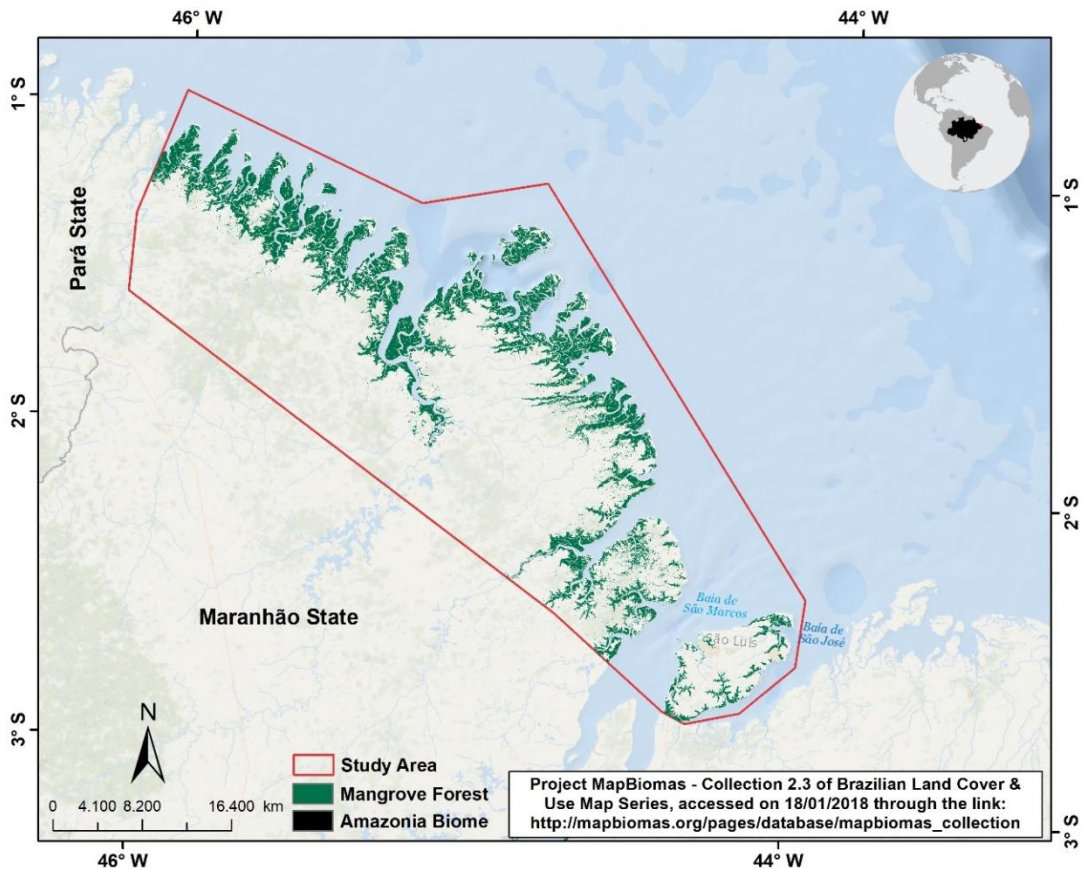 46° W
44° W
1° S
1° S
Pará State
2° S
2° S
Baia de
São Marcos
São Luis
Baia de
São José
Maranhão State
N
3° S
3° S
0 4.100 8.200 16.400 km
Study Area
Mangrove Forest
Amazonia Biome
Project MapBiomas - Collection 2.3 of Brazilian Land Cover &
Use Map Series, accessed on 18/01/2018 through the link:
http://mapbiomas.org/pages/database/mapbiomas_collection
46° W
44° W